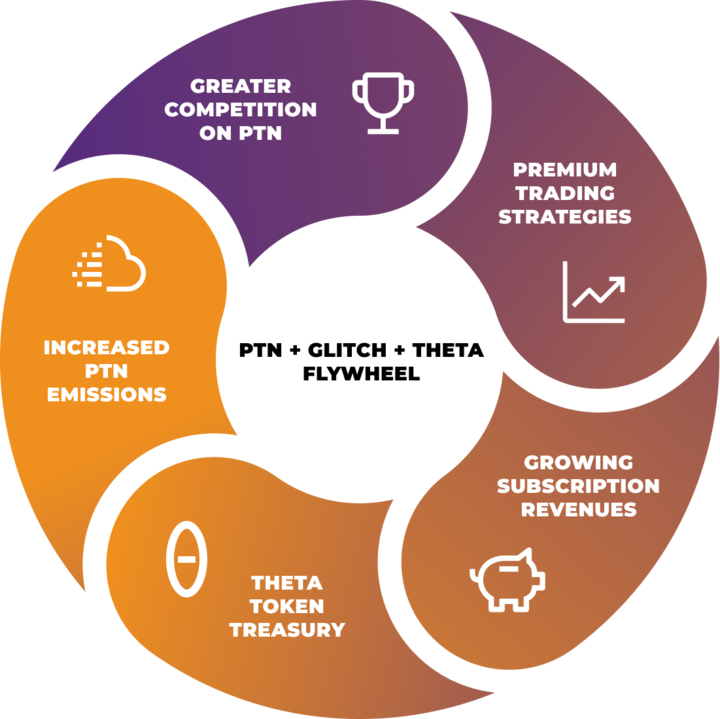 GREATER
COMPETITION
ON PTN
PREMIUM
TRADING
STRATEGIES
GROWING
SUBSCRIPTION
REVENUES
THETA
TOKEN
TREASURY
INCREASED
PTN
EMISSIONS
PTN + GLITCH + THETA
FLYWHEEL